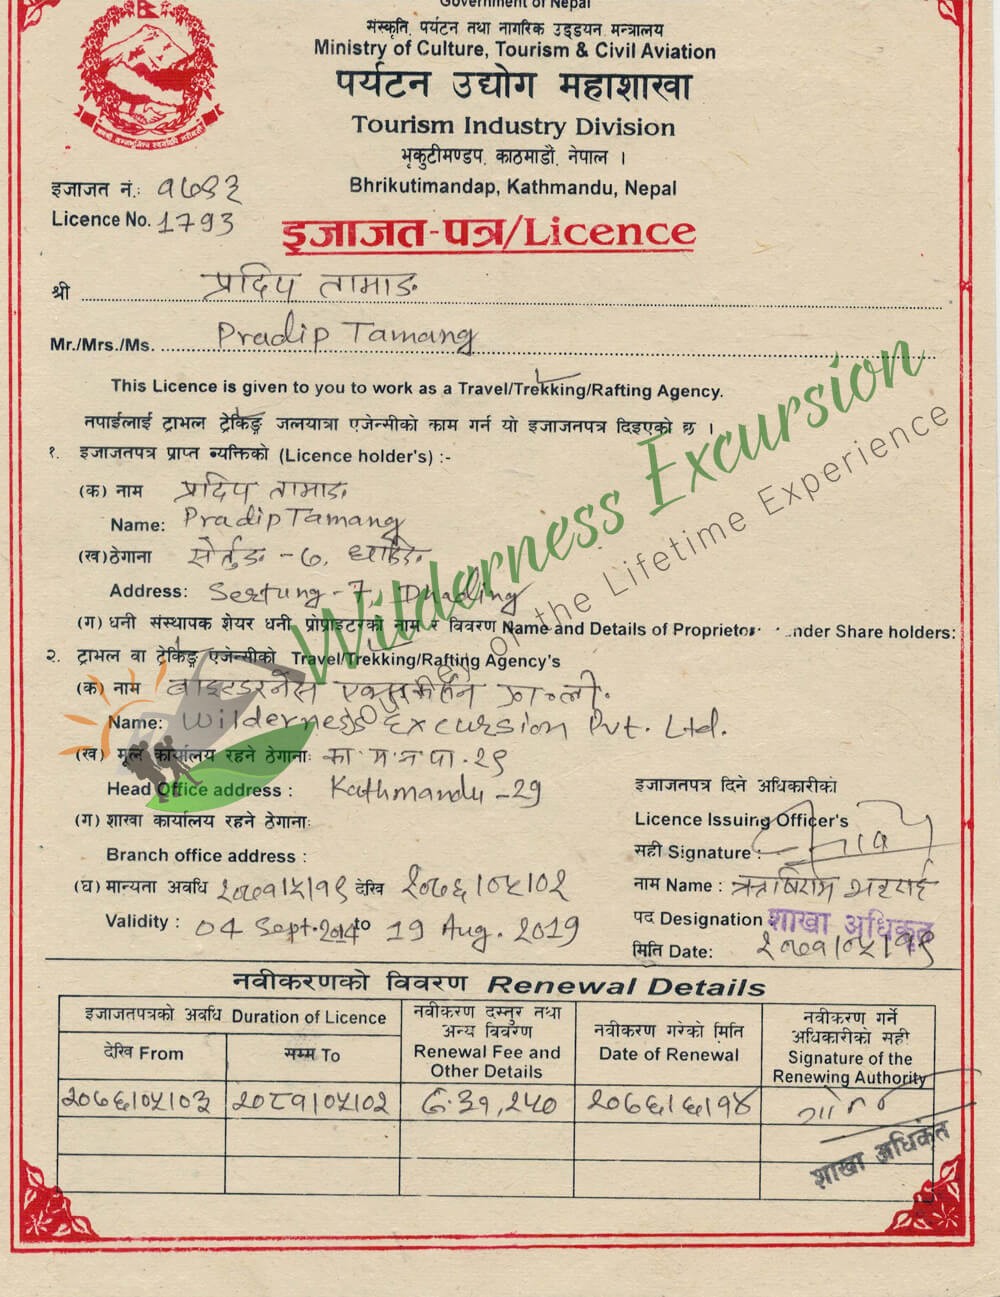 Government of Nepal
संस्कृति, पर्यटन तथा नागरिक उड्डयन मन्त्रालय
Ministry of Culture, Tourism & Civil Aviation
पर्यटन उद्योग महाशाखा
Tourism Industry Division
भृकुटीमण्डप, काठमाडौं, नेपाल ।
Bhrikutimandap, Kathmandu, Nepal
इजाजत नं.: १७९३
Licence No. 1793
इजाजत-पत्र/Licence
श्री प्रदिप तामाङ
Mr./Mrs./Ms. Pradip Tamang
This Licence is given to you to work as a Travel/Trekking/Rafting Agency.
नपाईलाई ट्राभल ट्रेकिङ्ग जलयात्रा एजेन्सीको काम गर्न यो इजाजतपत्र दिइएको छ ।
१. इजाजतपत्र प्राप्त व्यक्तिको (Licence holder's) :-
(क) नाम प्रदिप तामाङ
Name: Pradip Tamang
(ख) ठेगाना सेर्तुङ - ७, धादिङ
Address: Sertung - 7, Dhading
(ग) धनी संस्थापक शेयर धनी, प्रोप्राइटरको नाम र विवरण Name and Details of Proprietor nder Share holders:
२. ट्राभल वा ट्रेकिङ्ग एजेन्सीको Travel/Trekking/Rafting Agency's
(क) नाम वाइल्डरनेस एक्सकर्सन प्रा.ली.
Name: Wilderness Excursion Pvt. Ltd.
(ख) मूल कार्यालय रहने ठेगानाः का.म.न.पा. २९
Head Office address : Kathmandu - 29
(ग) शाखा कार्यालय रहने ठेगानाः
Branch office address :
(घ) मान्यता अवधि २०७१/५/१९ देखि २०७६/०५/०२
Validity : 04 Sept. 2014 to 19 Aug. 2019
इजाजतपत्र दिने अधिकारीको
Licence Issuing Officer's
सही Signature :
नाम Name : ऋषिराम भट्टराई
पद Designation शाखा अधिकृत
मिति Date: २०७१/०५/१९
नवीकरणको विवरण Renewal Details
इजाजतपत्रको अवधि Duration of Licence
देखि From
सम्म To
नवीकरण दस्तुर तथा
अन्य विवरण
Renewal Fee and
Other Details
नवीकरण गरेको मिति
Date of Renewal
नवीकरण गर्ने
अधिकारीको सही
Signature of the
Renewing Authority
२०७६/०५/०३ २०८१/०५/०२ रु. ३१,२५० २०७६/६/१४
शाखा अधिकृत
Wilderness Excursion
Journey on the Lifetime Experience